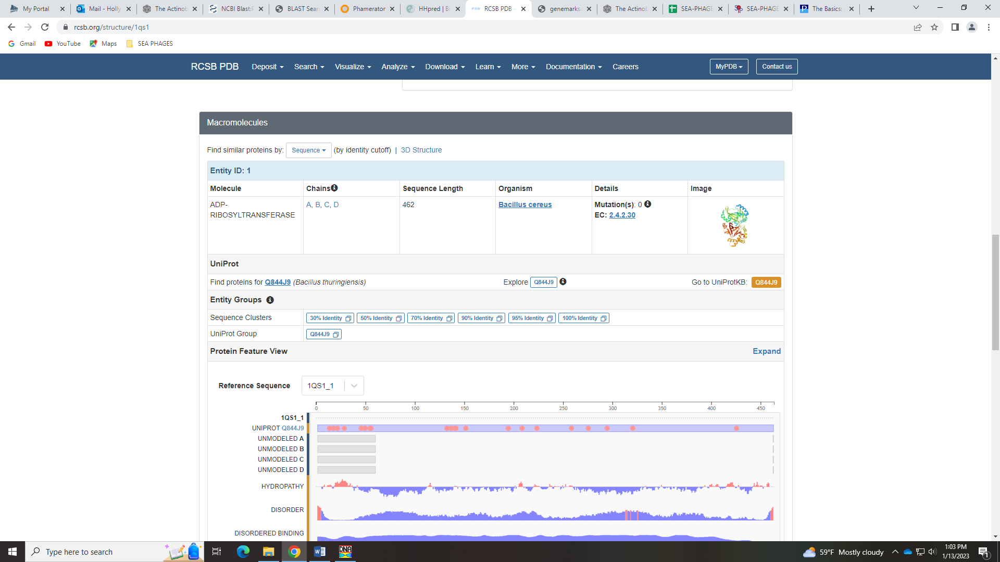 My Portal
Mail - Holly
The Actinob
NCBI BlastP
BLAST Sear
Phamerator
HHpred | Bi
RCSB PDB -
genemarks.
The Actinob
SEA-PHAGE
SEA-PHAGE
The Basics:
rcsb.org/structure/1qs1
Gmail
YouTube
Maps
SEA PHAGES
RCSB PDB
Deposit
Search
Visualize
Analyze
Download
Learn
More
Documentation
Careers
MyPDB
Contact us
Macromolecules
Find similar proteins by: Sequence (by identity cutoff) | 3D Structure
Entity ID: 1
Molecule Chains Sequence Length Organism Details Image
ADP- A, B, C, D 462 Bacillus cereus Mutation(s): 0
RIBOSYLTRANSFERASE EC: 2.4.2.30
UniProt
Find proteins for Q844J9 (Bacillus thuringiensis) Explore Q844J9 Go to UniProtKB: Q844J9
Entity Groups
Sequence Clusters 30% Identity 50% Identity 70% Identity 90% Identity 95% Identity 100% Identity
UniProt Group Q844J9
Protein Feature View Expand
Reference Sequence 1QS1_1
0 50 100 150 200 250 300 350 400 450
1QS1_1
UNIPROT Q844J9
UNMODELED A
UNMODELED B
UNMODELED C
UNMODELED D
HYDROPATHY
DISORDER
DISORDERED BINDING
Type here to search
DNA
59°F Mostly cloudy
1:03 PM
1/13/2023
1